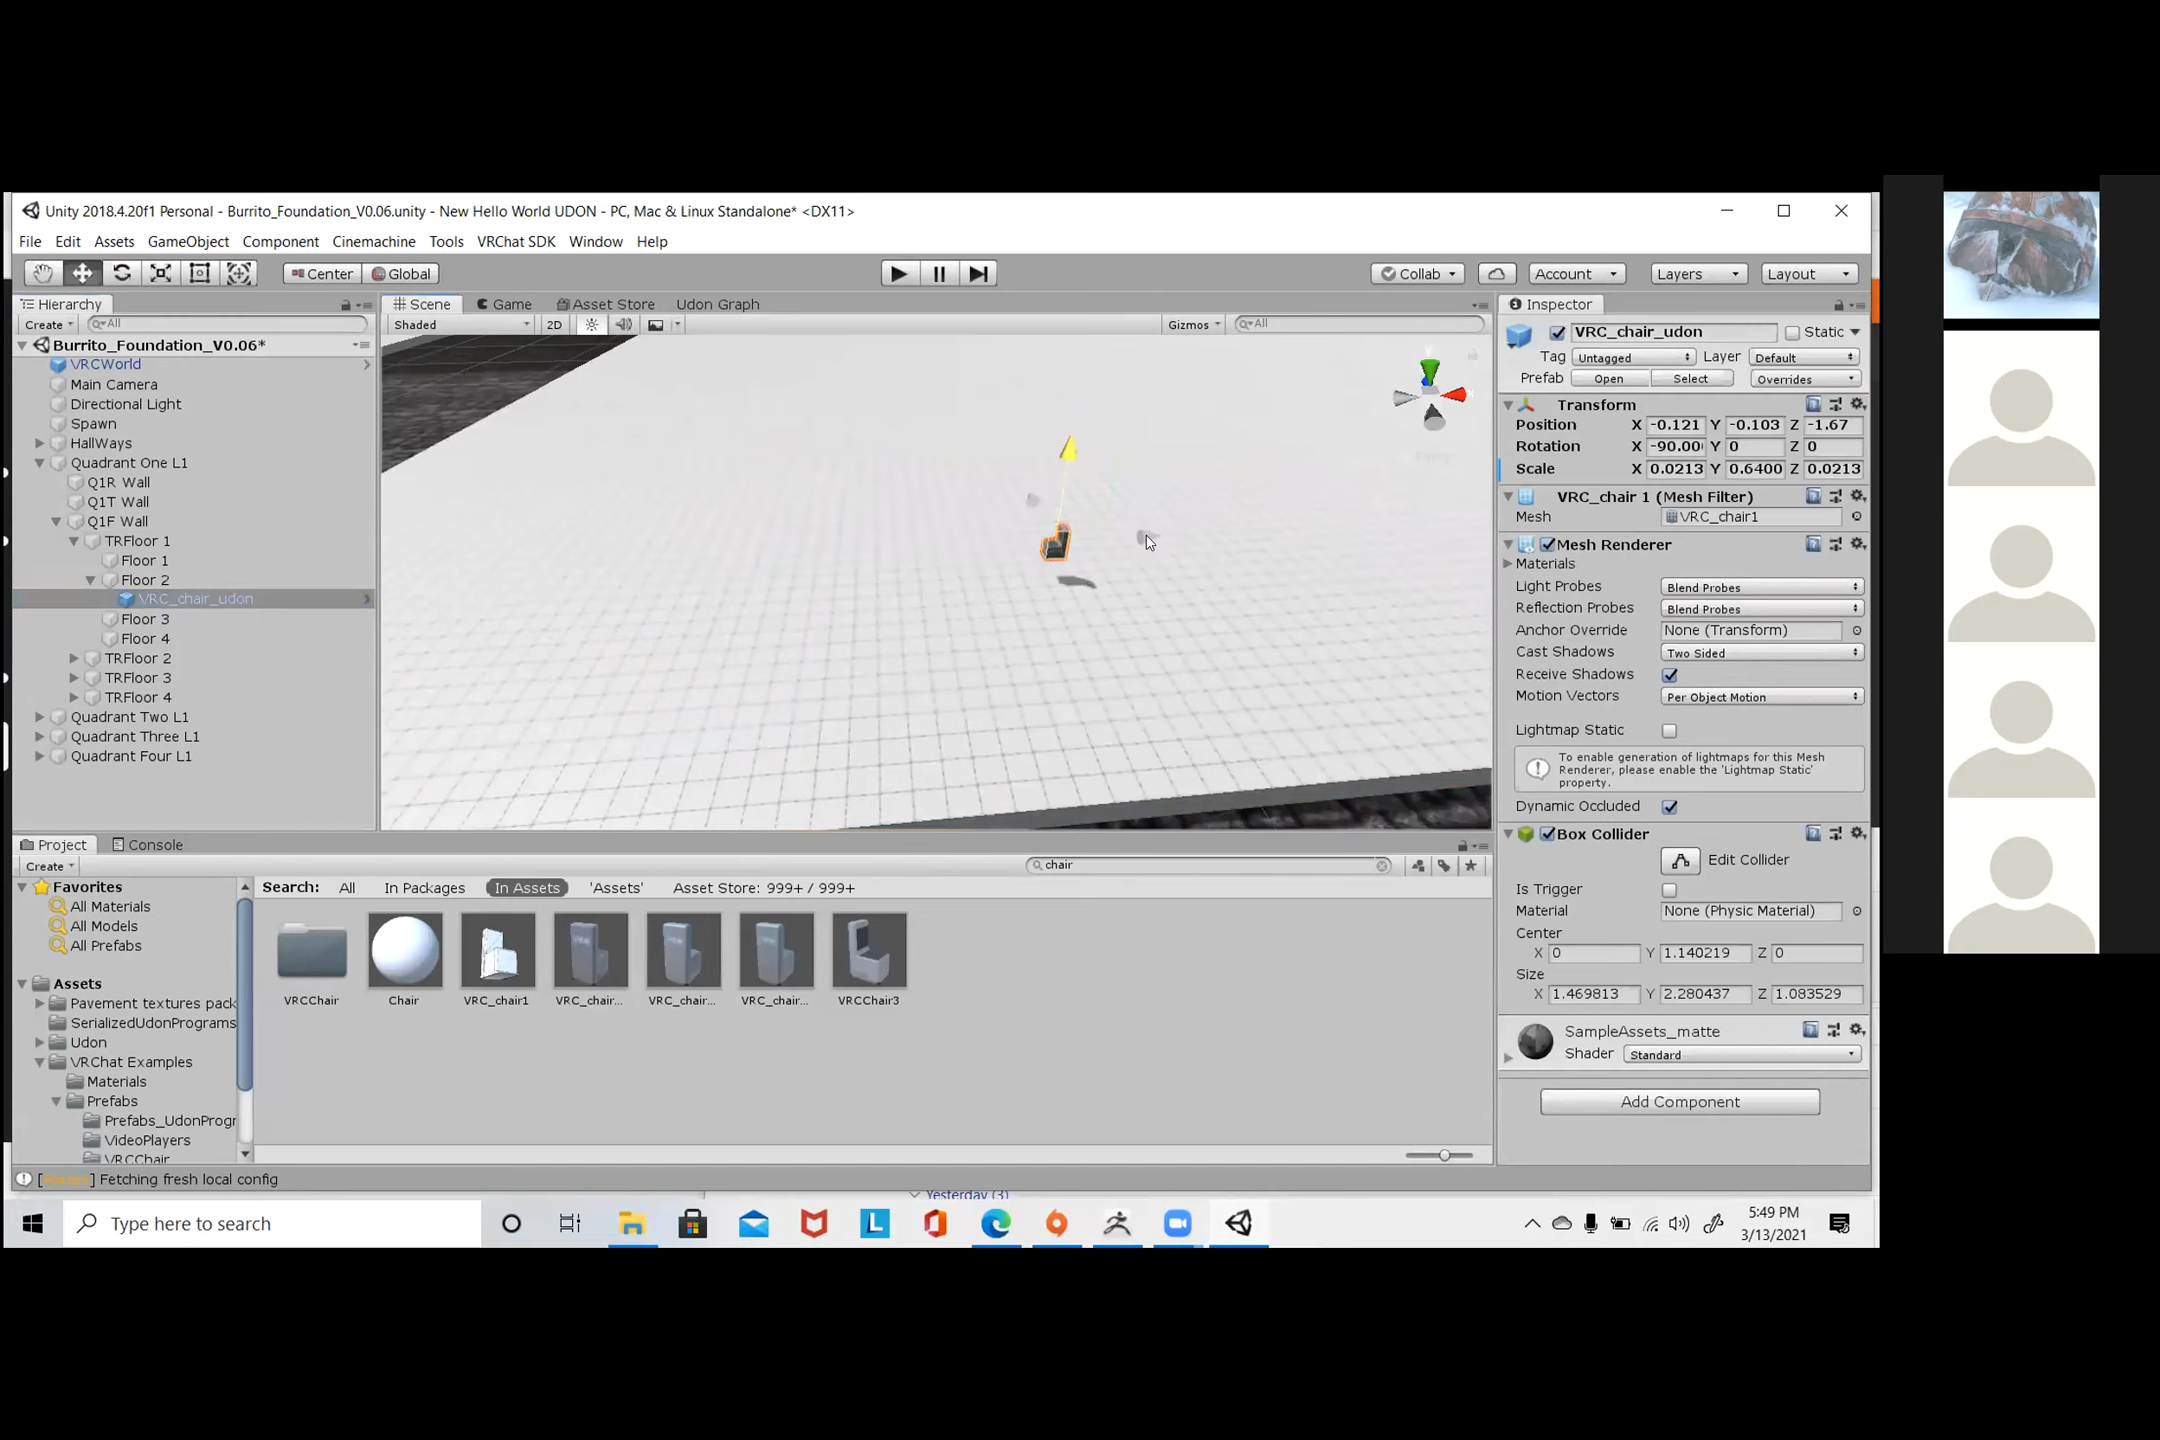 Unity 2018.4.20f1 Personal - Burrito_Foundation_V0.06.unity - New Hello World UDON - PC, Mac & Linux Standalone* <DX11>
File Edit Assets GameObject Component Cinemachine Tools VRChat SDK Window Help
Center Global Collab Account Layers Layout
Hierarchy
Create All
Burrito_Foundation_V0.06*
VRCWorld
Main Camera
Directional Light
Spawn
HallWays
Quadrant One L1
Q1R Wall
Q1T Wall
Q1F Wall
TRFloor 1
Floor 1
Floor 2
VRC_chair_udon
Floor 3
Floor 4
TRFloor 2
TRFloor 3
TRFloor 4
Quadrant Two L1
Quadrant Three L1
Quadrant Four L1
Scene Game Asset Store Udon Graph
Shaded 2D Gizmos All
Inspector
VRC_chair_udon Static
Tag Untagged Layer Default
Prefab Open Select Overrides
Transform
Position X -0.121 Y -0.103 Z -1.67
Rotation X -90.00 Y 0 Z 0
Scale X 0.0213 Y 0.6400 Z 0.0213
VRC_chair 1 (Mesh Filter)
Mesh VRC_chair1
Mesh Renderer
Materials
Light Probes Blend Probes
Reflection Probes Blend Probes
Anchor Override None (Transform)
Cast Shadows Two Sided
Receive Shadows
Motion Vectors Per Object Motion
Lightmap Static
To enable generation of lightmaps for this Mesh
Renderer, please enable the 'Lightmap Static'
property.
Dynamic Occluded
Box Collider
Edit Collider
Is Trigger
Material None (Physic Material)
Center
X 0 Y 1.140219 Z 0
Size
X 1.469813 Y 2.280437 Z 1.083529
SampleAssets_matte
Shader Standard
Add Component
Project Console
Create chair
Favorites
All Materials
All Models
All Prefabs
Assets
Pavement textures pack
SerializedUdonPrograms
Udon
VRChat Examples
Materials
Prefabs
Prefabs_UdonProgr
VideoPlayers
VRCChair
Search: All In Packages In Assets 'Assets' Asset Store: 999+ / 999+
VRCChair Chair VRC_chair1 VRC_chair... VRC_chair... VRC_chair... VRCChair3
Fetching fresh local config
Yesterday (3)
Type here to search
L
5:49 PM
3/13/2021